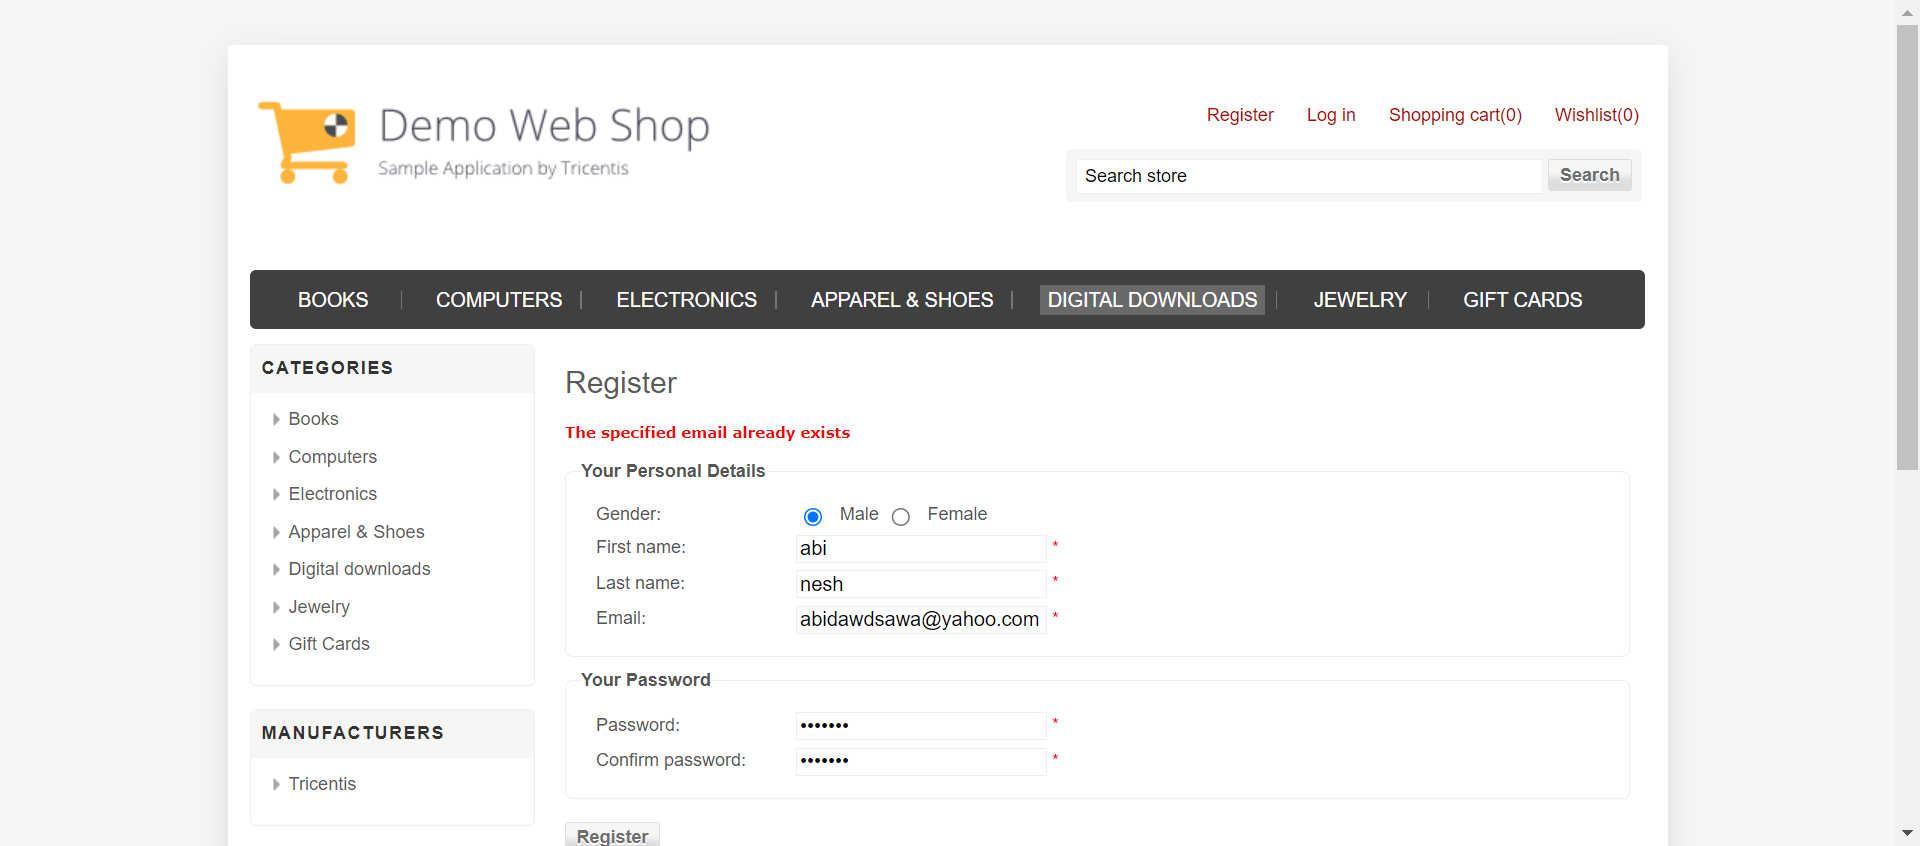 Demo Web Shop
Sample Application by Tricentis
Register Log in Shopping cart(0) Wishlist(0)
Search store Search
BOOKS COMPUTERS ELECTRONICS APPAREL & SHOES DIGITAL DOWNLOADS JEWELRY GIFT CARDS
CATEGORIES
Books
Computers
Electronics
Apparel & Shoes
Digital downloads
Jewelry
Gift Cards
MANUFACTURERS
Tricentis
Register
The specified email already exists
Your Personal Details
Gender: Male Female
First name: abi *
Last name: nesh *
Email: abidawdsawa@yahoo.com *
Your Password
Password: ••••••• *
Confirm password: ••••••• *
Register